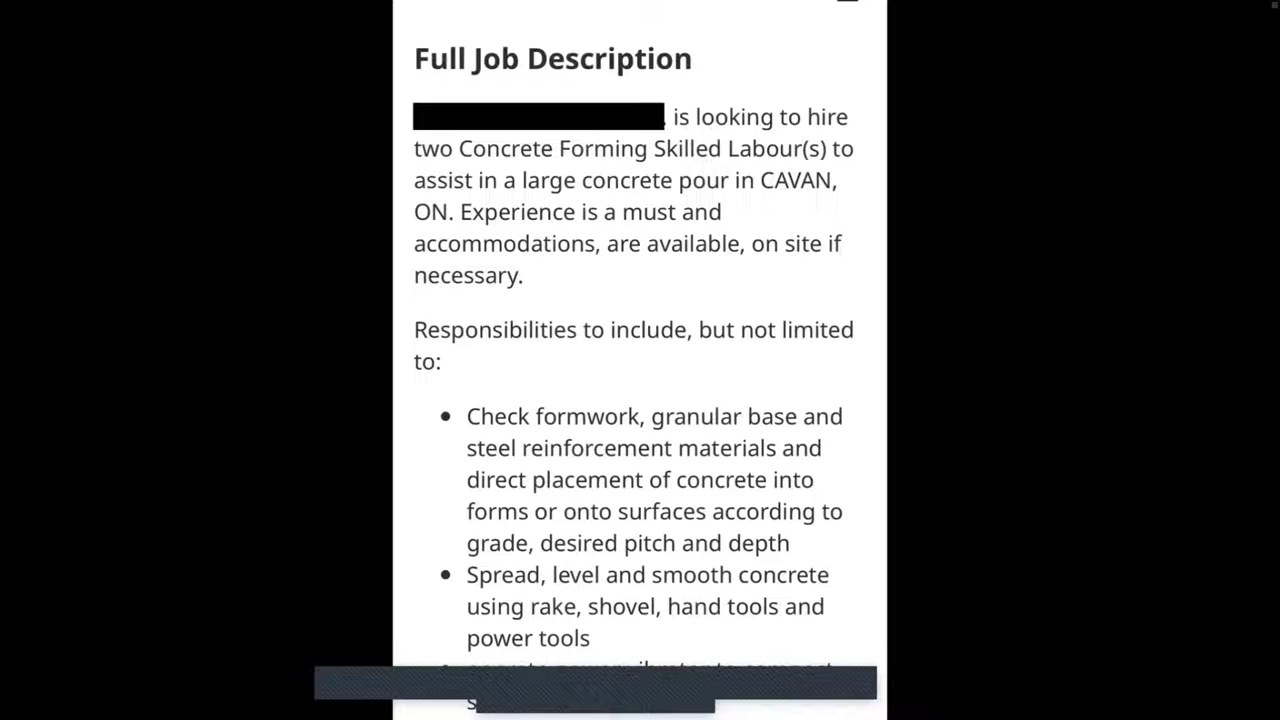 Full Job Description
is looking to hire
two Concrete Forming Skilled Labour(s) to
assist in a large concrete pour in CAVAN,
ON. Experience is a must and
accommodations, are available, on site if
necessary.
Responsibilities to include, but not limited
to:
• Check formwork, granular base and
steel reinforcement materials and
direct placement of concrete into
forms or onto surfaces according to
grade, desired pitch and depth
• Spread, level and smooth concrete
using rake, shovel, hand tools and
power tools